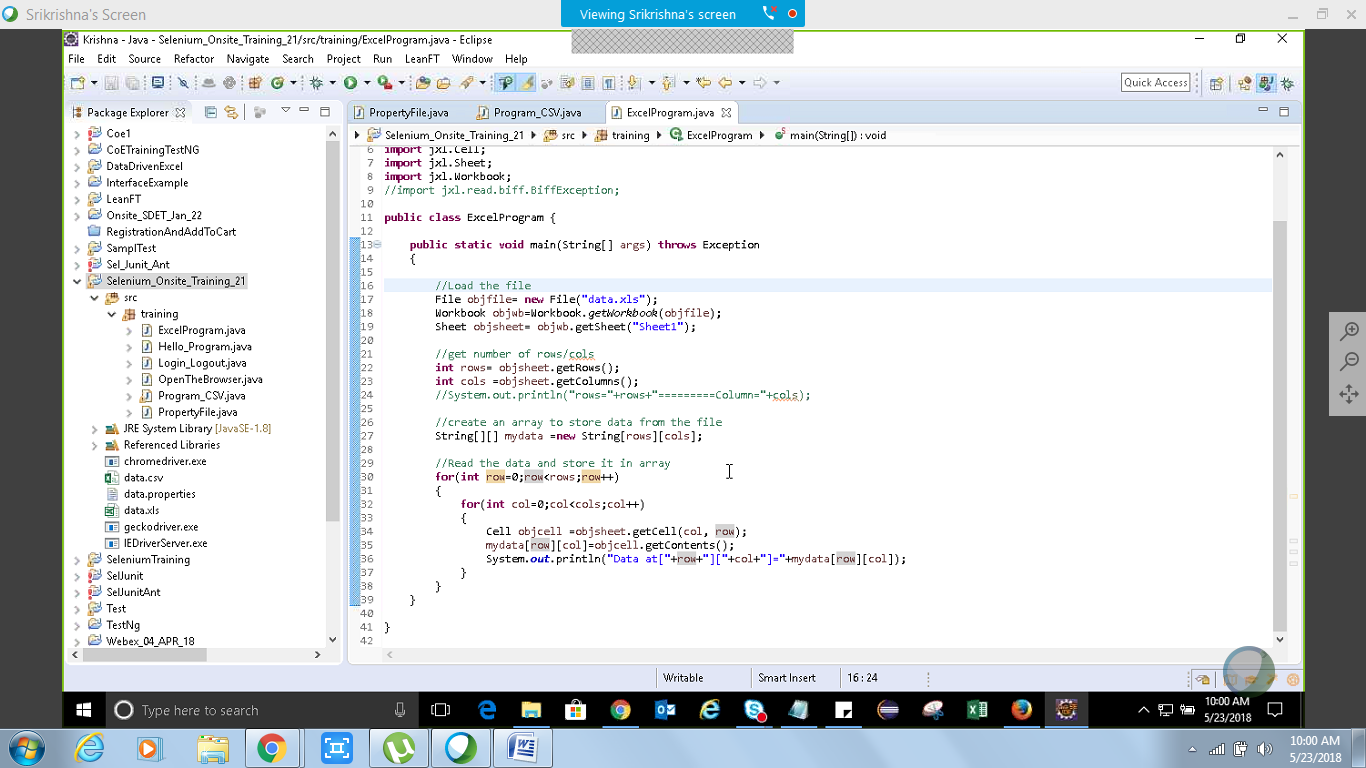 Srikrishna's Screen
Viewing Srikrishna's screen
Krishna - Java - Selenium_Onsite_Training_21/src/training/ExcelProgram.java - Eclipse
File Edit Source Refactor Navigate Search Project Run LeanFT Window Help
Quick Access
Package Explorer
PropertyFile.java Program_CSV.java ExcelProgram.java
Selenium_Onsite_Training_21 src training ExcelProgram main(String[]) : void
Coe1
CoETrainingTestNG
DataDrivenExcel
InterfaceExample
LeanFT
Onsite_SDET_Jan_22
RegistrationAndAddToCart
SamplTest
Sel_Junit_Ant
Selenium_Onsite_Training_21
src
training
ExcelProgram.java
Hello_Program.java
Login_Logout.java
OpenTheBrowser.java
Program_CSV.java
PropertyFile.java
JRE System Library [JavaSE-1.8]
Referenced Libraries
chromedriver.exe
data.csv
data.properties
data.xls
geckodriver.exe
IEDriverServer.exe
SeleniumTraining
SelJunit
SelJunitAnt
Test
TestNg
Webex_04_APR_18
6 import jxl.Cell;
7 import jxl.Sheet;
8 import jxl.Workbook;
9 //import jxl.read.biff.BiffException;
10
11 public class ExcelProgram {
12
13 public static void main(String[] args) throws Exception
14 {
15
16 //Load the file
17 File objfile= new File("data.xls");
18 Workbook objwb=Workbook.getWorkbook(objfile);
19 Sheet objsheet= objwb.getSheet("Sheet1");
20
21 //get number of rows/cols
22 int rows= objsheet.getRows();
23 int cols =objsheet.getColumns();
24 //System.out.println("rows="+rows+"=========Column="+cols);
25
26 //create an array to store data from the file
27 String[][] mydata =new String[rows][cols];
28
29 //Read the data and store it in array
30 for(int row=0;row<rows;row++)
31 {
32 for(int col=0;col<cols;col++)
33 {
34 Cell objcell =objsheet.getCell(col, row);
35 mydata[row][col]=objcell.getContents();
36 System.out.println("Data at["+row+"]["+col+"]="+mydata[row][col]);
37 }
38 }
39 }
40
41 }
42
Writable Smart Insert 16 : 24
Type here to search
10:00 AM
5/23/2018
10:00 AM
5/23/2018